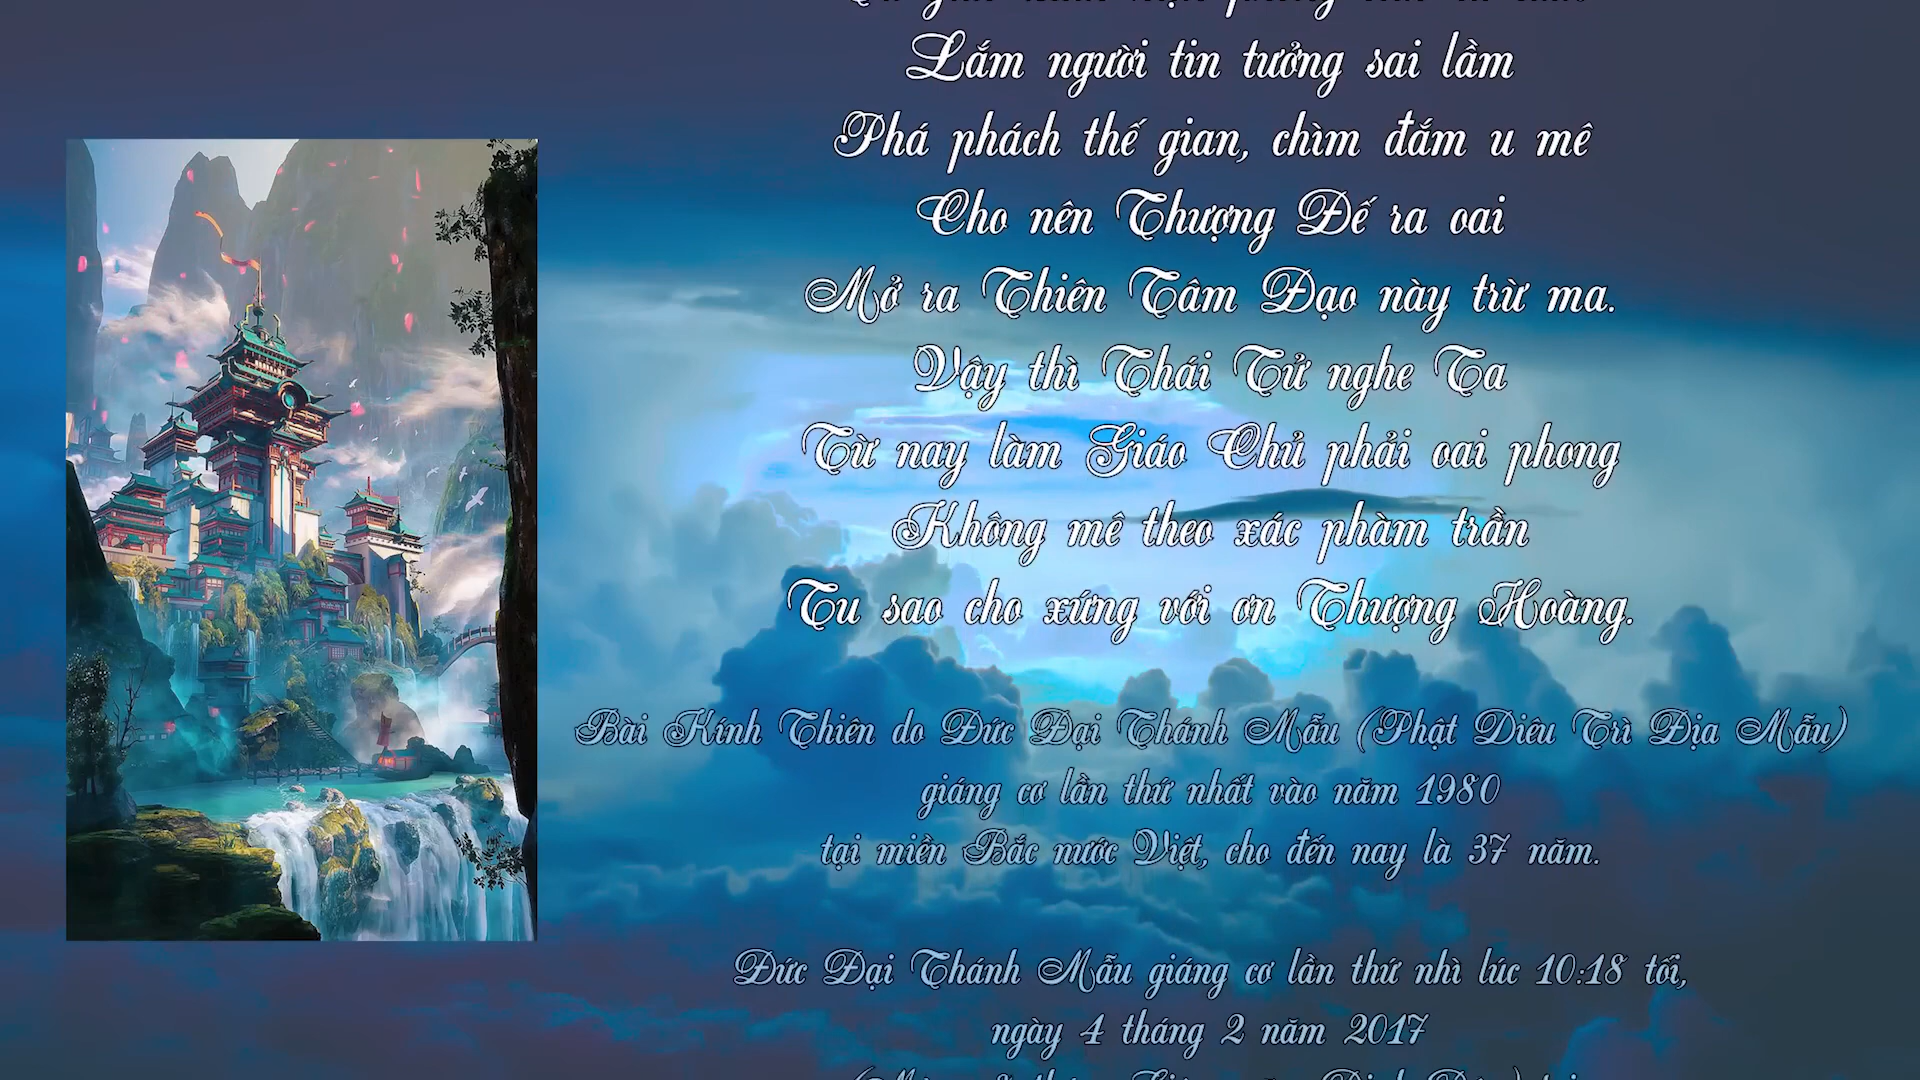 Lắm người tin tưởng sai lầm
Phá phách thế gian, chìm đắm u mê
Cho nên Thượng Đế ra oai
Mở ra Thiên Tâm Đạo này trừ ma.
Vậy thì Thái Tử nghe Ta
Từ nay làm Giáo Chủ phải oai phong
Không mê theo xác phàm trần
Tu sao cho xứng với ơn Thượng Hoàng.
Bài Kính Thiên do Đức Đại Thánh Mẫu (Phật Diêu Trì Địa Mẫu)
giáng cơ lần thứ nhất vào năm 1980
tại miền Bắc nước Việt, cho đến nay là 37 năm.
Đức Đại Thánh Mẫu giáng cơ lần thứ nhì lúc 10:18 tối,
ngày 4 tháng 2 năm 2017